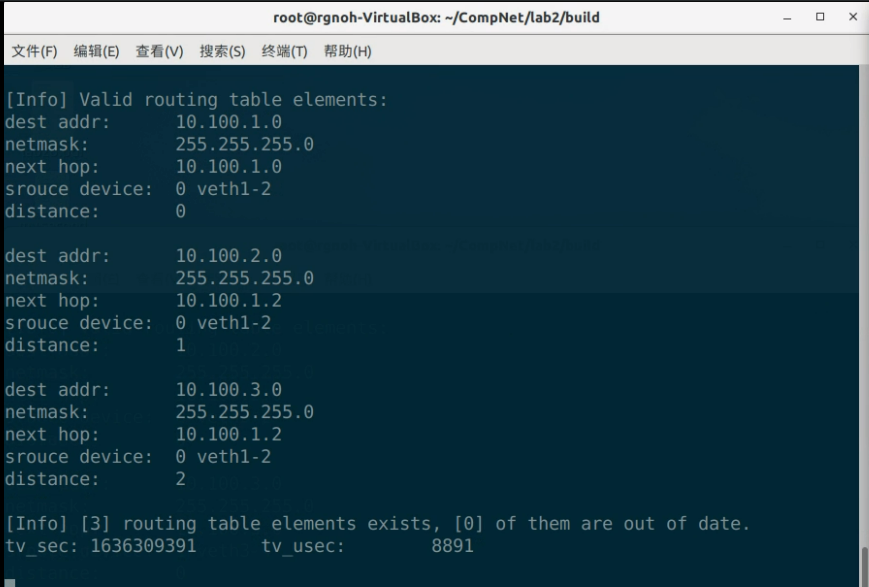 root@rgnoh-VirtualBox: ~/CompNet/lab2/build
文件(F) 编辑(E) 查看(V) 搜索(S) 终端(T) 帮助(H)
[Info] Valid routing table elements:
dest addr: 10.100.1.0
netmask: 255.255.255.0
next hop: 10.100.1.0
srouce device: 0 veth1-2
distance: 0
dest addr: 10.100.2.0
netmask: 255.255.255.0
next hop: 10.100.1.2
srouce device: 0 veth1-2
distance: 1
dest addr: 10.100.3.0
netmask: 255.255.255.0
next hop: 10.100.1.2
srouce device: 0 veth1-2
distance: 2
[Info] [3] routing table elements exists, [0] of them are out of date.
tv_sec: 1636309391 tv_usec: 8891